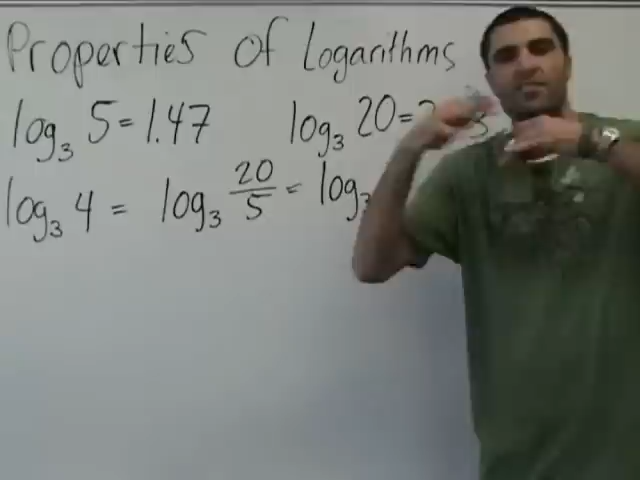 Properties of Logarithms
log₃ 5 = 1.47 log₃ 20 =
log₃ 4 = log₃ 20/5 = log₃